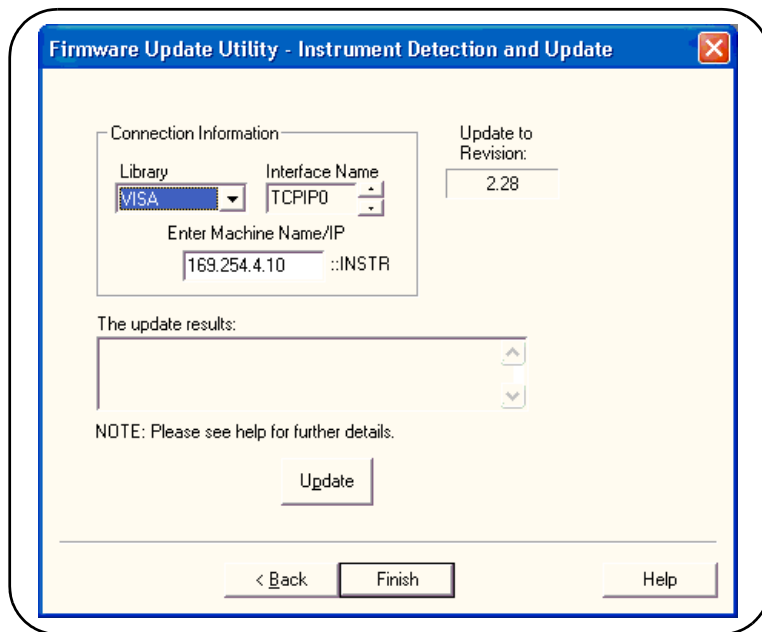 Firmware Update Utility - Instrument Detection and Update
Connection Information
Library
Interface Name
VISA
TCPIP0
Enter Machine Name/IP
169.254.4.10 ::INSTR
Update to
Revision:
2.28
The update results:
NOTE: Please see help for further details.
Update
< Back
Finish
Help